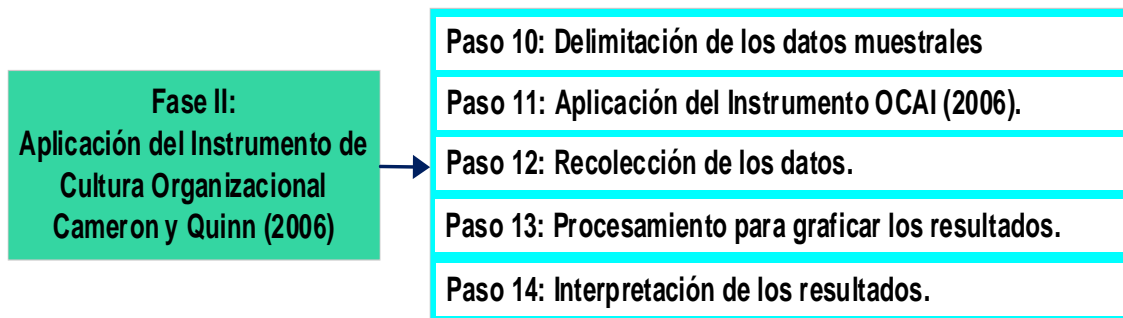 Fase II:
Aplicación del Instrumento de
Cultura Organizacional
Cameron y Quinn (2006)
Paso 10: Delimitación de los datos muestrales
Paso 11: Aplicación del Instrumento OCAI (2006).
Paso 12: Recolección de los datos.
Paso 13: Procesamiento para graficar los resultados.
Paso 14: Interpretación de los resultados.